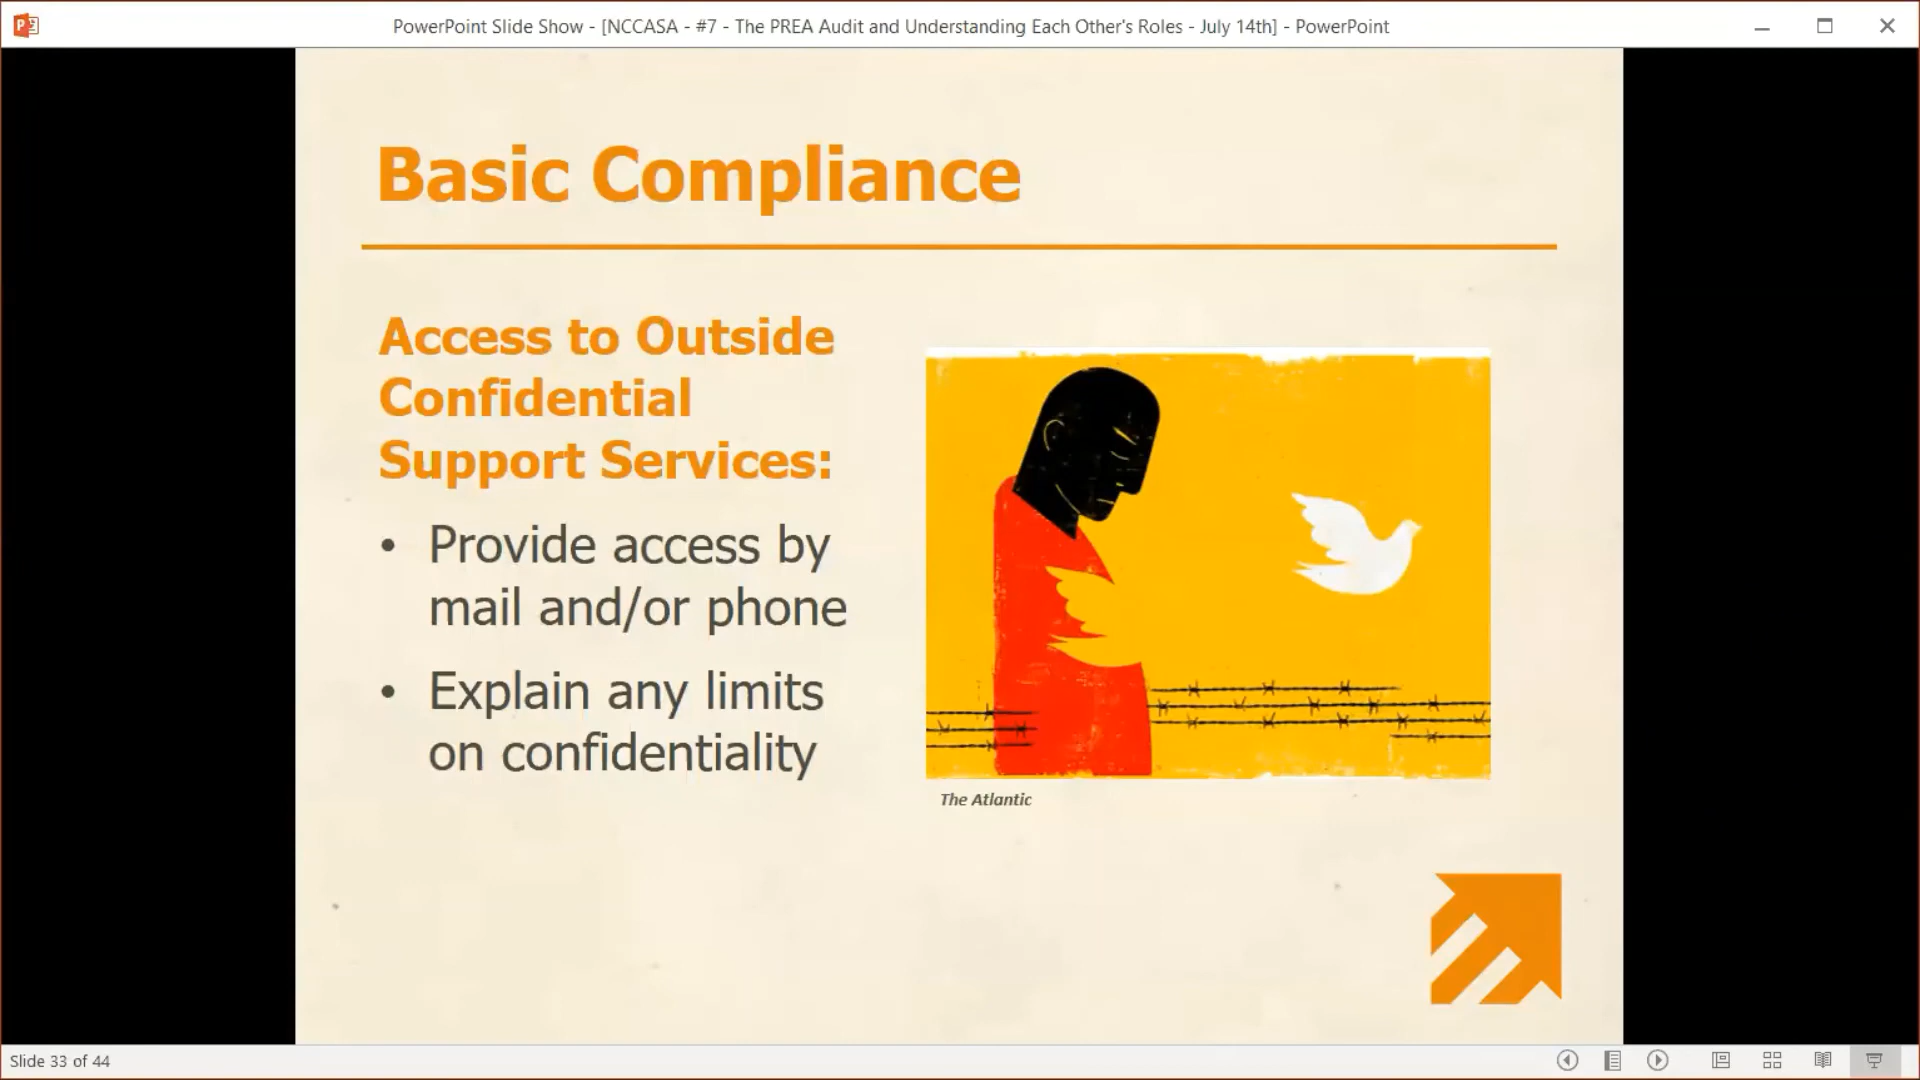 PowerPoint Slide Show - [NCCASA - #7 - The PREA Audit and Understanding Each Other's Roles - July 14th] - PowerPoint
Basic Compliance
Access to Outside
Confidential
Support Services:
• Provide access by
mail and/or phone
• Explain any limits
on confidentiality
The Atlantic
Slide 33 of 44